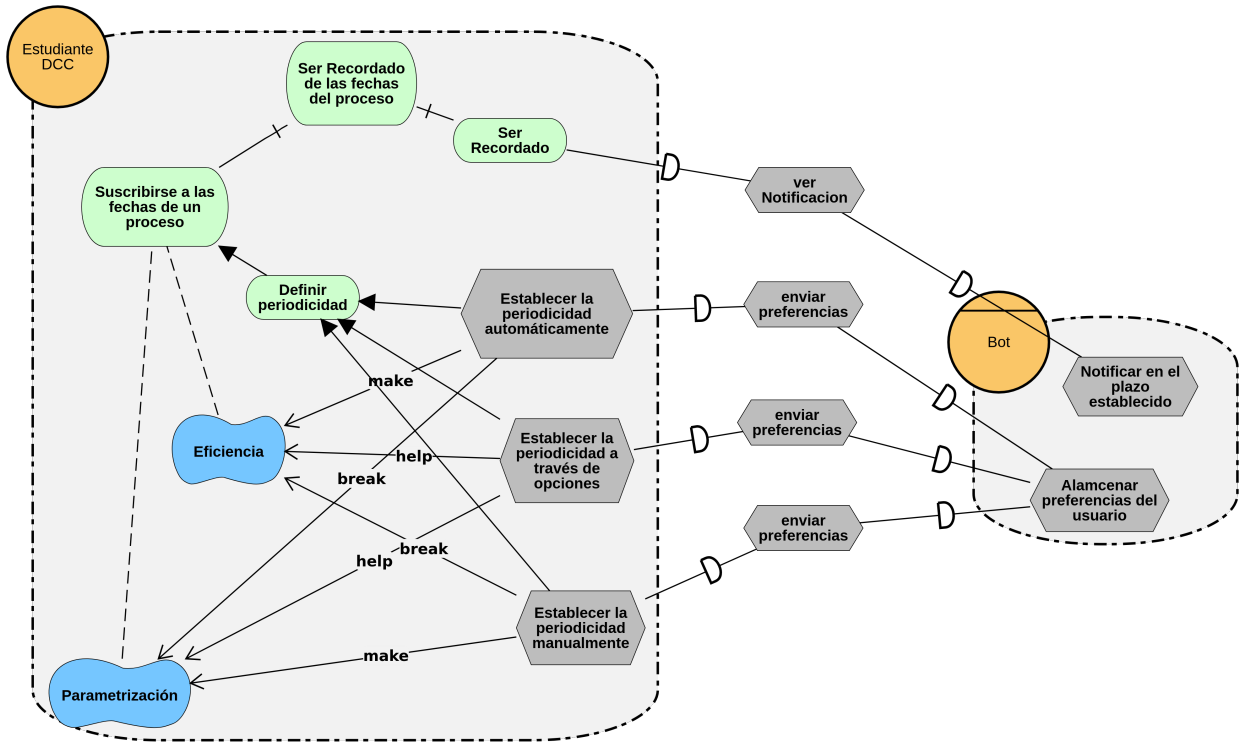 Estudiante
DCC
Ser Recordado
de las fechas
del proceso
Ser
Recordado
Suscribirse a las
fechas de un
proceso
ver
Notificacion
Definir
periodicidad
Establecer la
periodicidad
automáticamente
enviar
preferencias
Bot
Notificar en el
plazo
establecido
make
Eficiencia
help
break
Establecer la
periodicidad a
través de
opciones
enviar
preferencias
Alamcenar
preferencias del
usuario
enviar
preferencias
break
help
Establecer la
periodicidad
manualmente
make
Parametrización